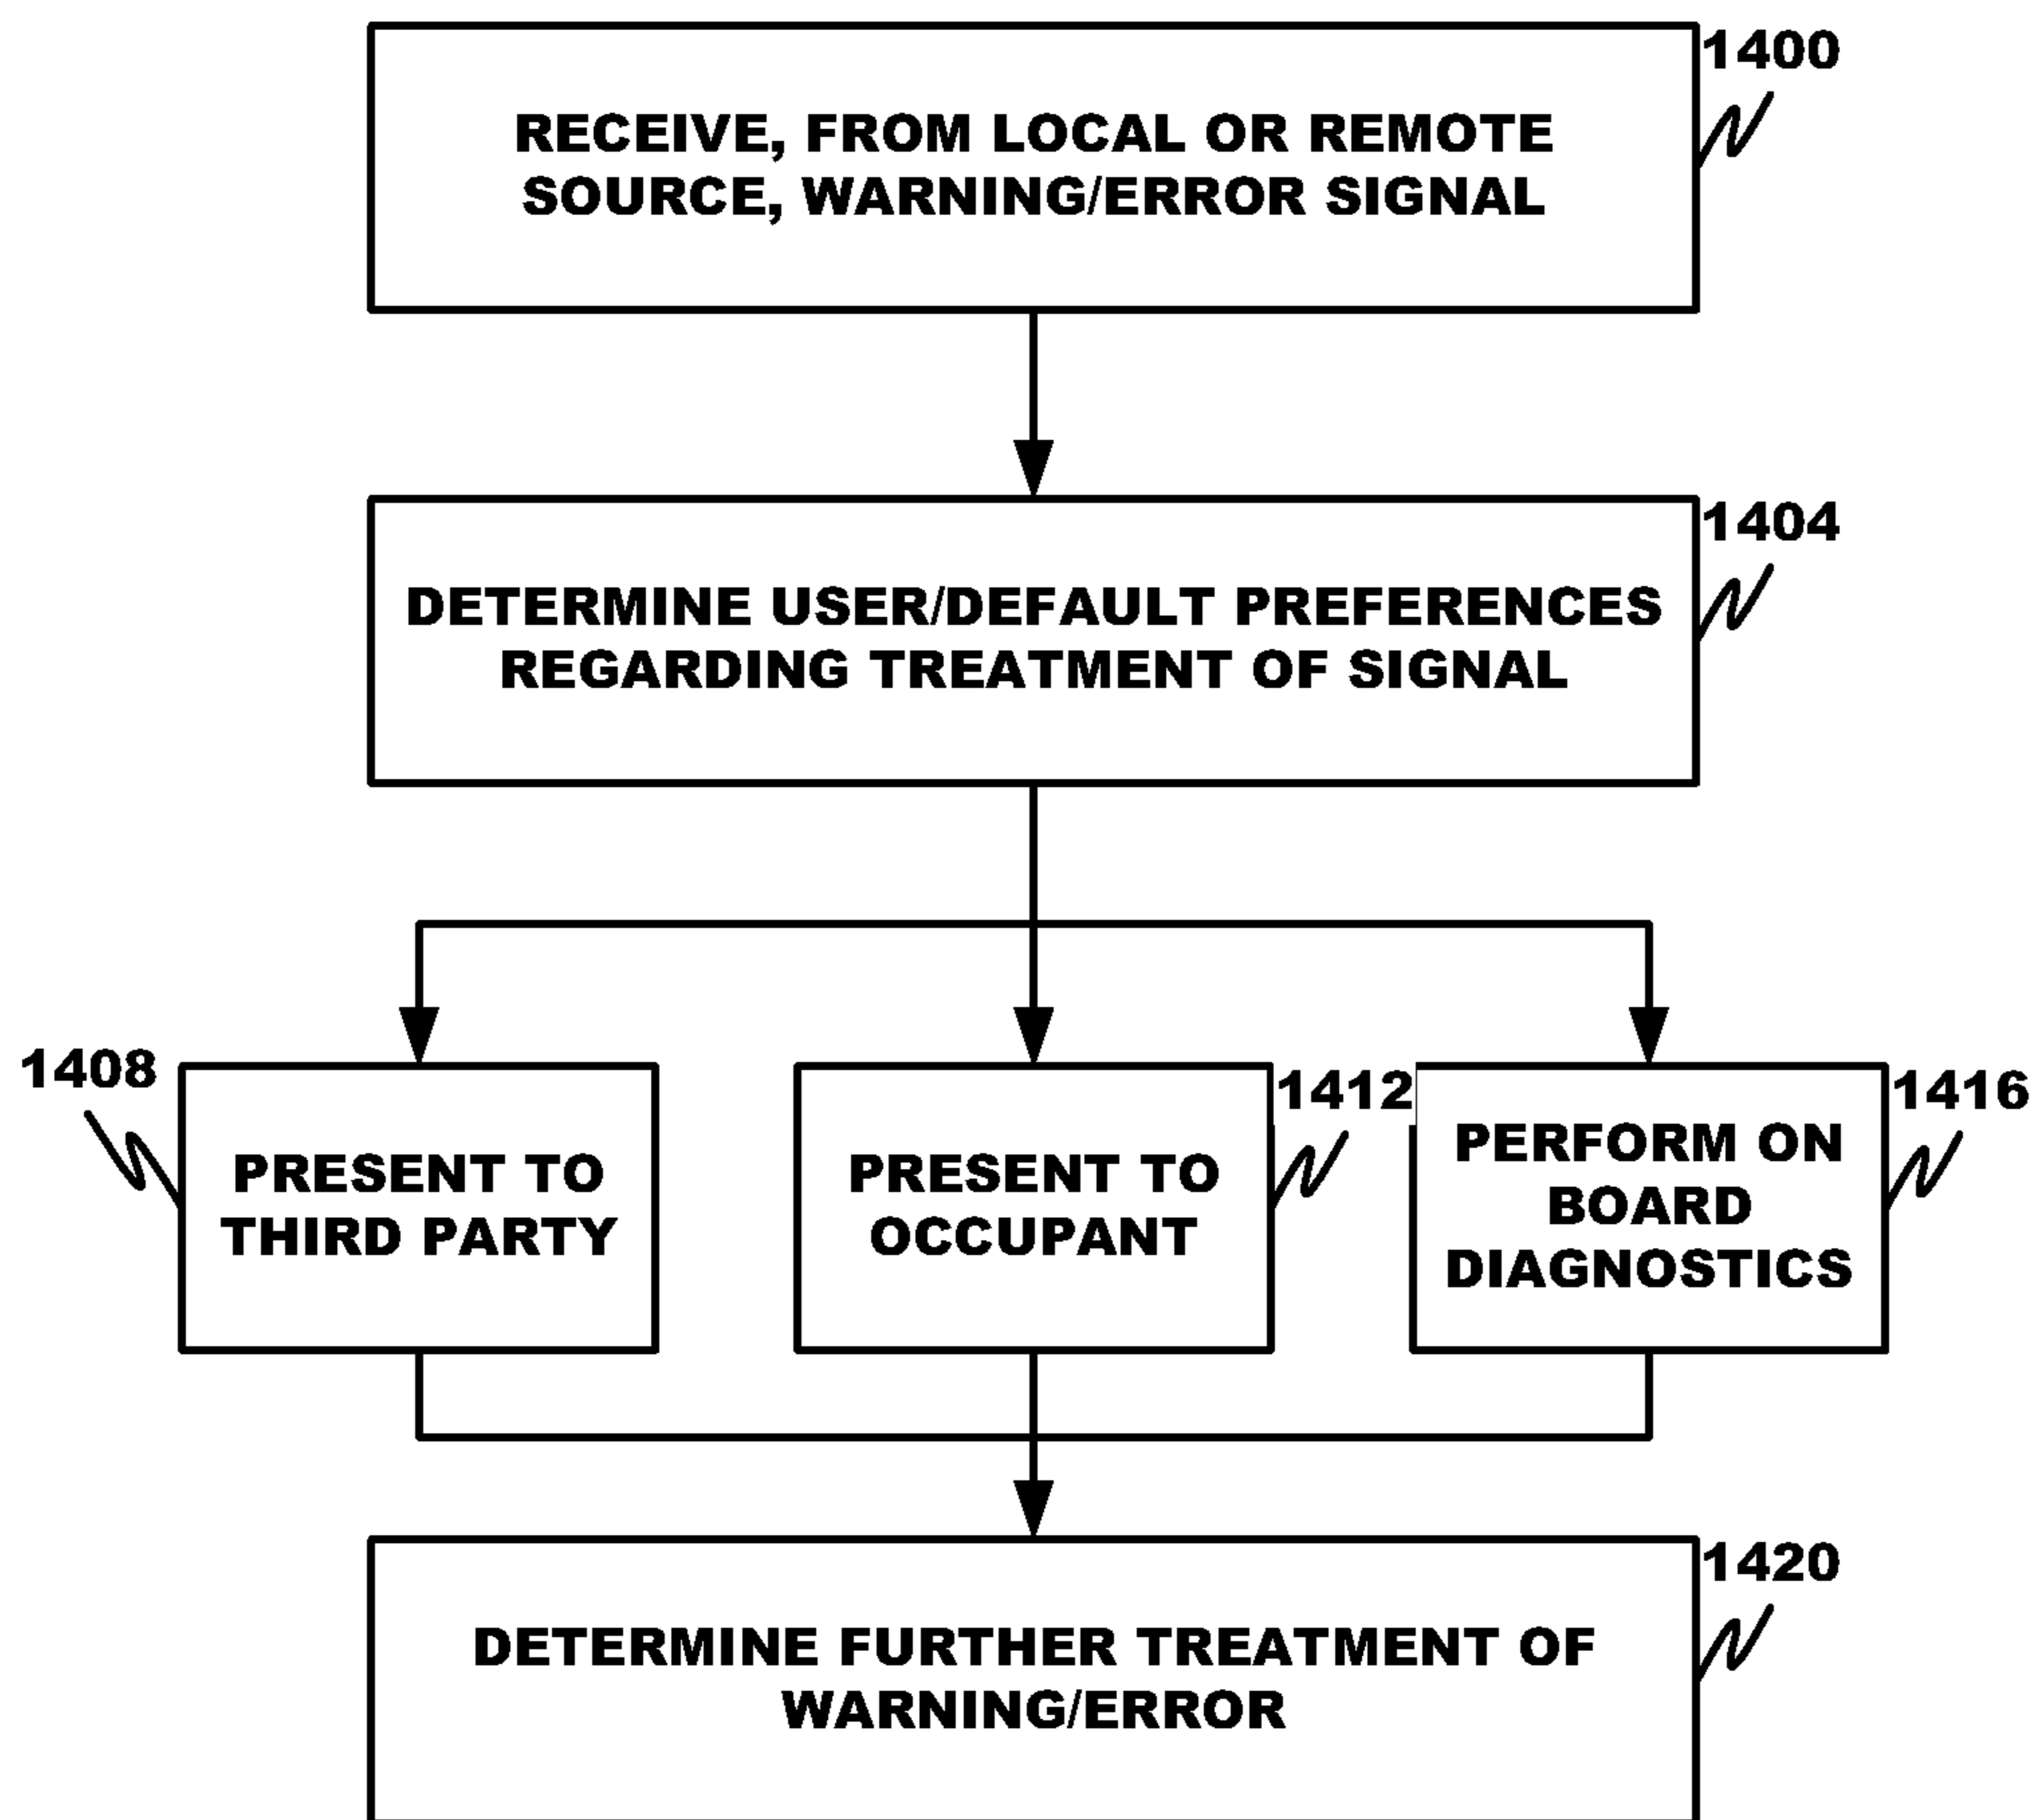 1400
RECEIVE, FROM LOCAL OR REMOTE
SOURCE, WARNING/ERROR SIGNAL
1404
DETERMINE USER/DEFAULT PREFERENCES
REGARDING TREATMENT OF SIGNAL
1408
PRESENT TO
THIRD PARTY
1412
PRESENT TO
OCCUPANT
1416
PERFORM ON
BOARD
DIAGNOSTICS
1420
DETERMINE FURTHER TREATMENT OF
WARNING/ERROR